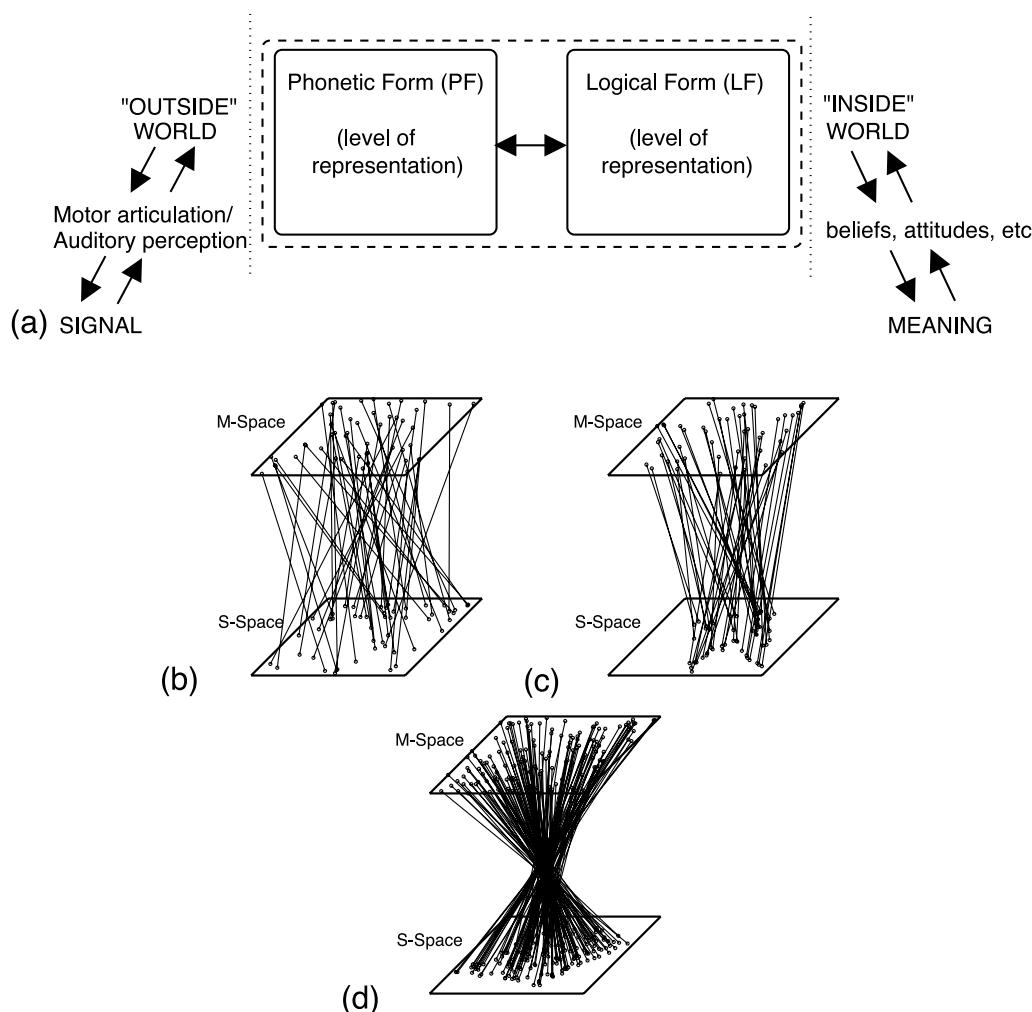 "OUTSIDE"
WORLD
Motor articulation/
Auditory perception
(a) SIGNAL
Phonetic Form (PF)
(level of
representation)
Logical Form (LF)
(level of
representation)
"INSIDE"
WORLD
beliefs, attitudes, etc
MEANING
M-Space
S-Space
(b)
M-Space
S-Space
(c)
M-Space
S-Space
(d)